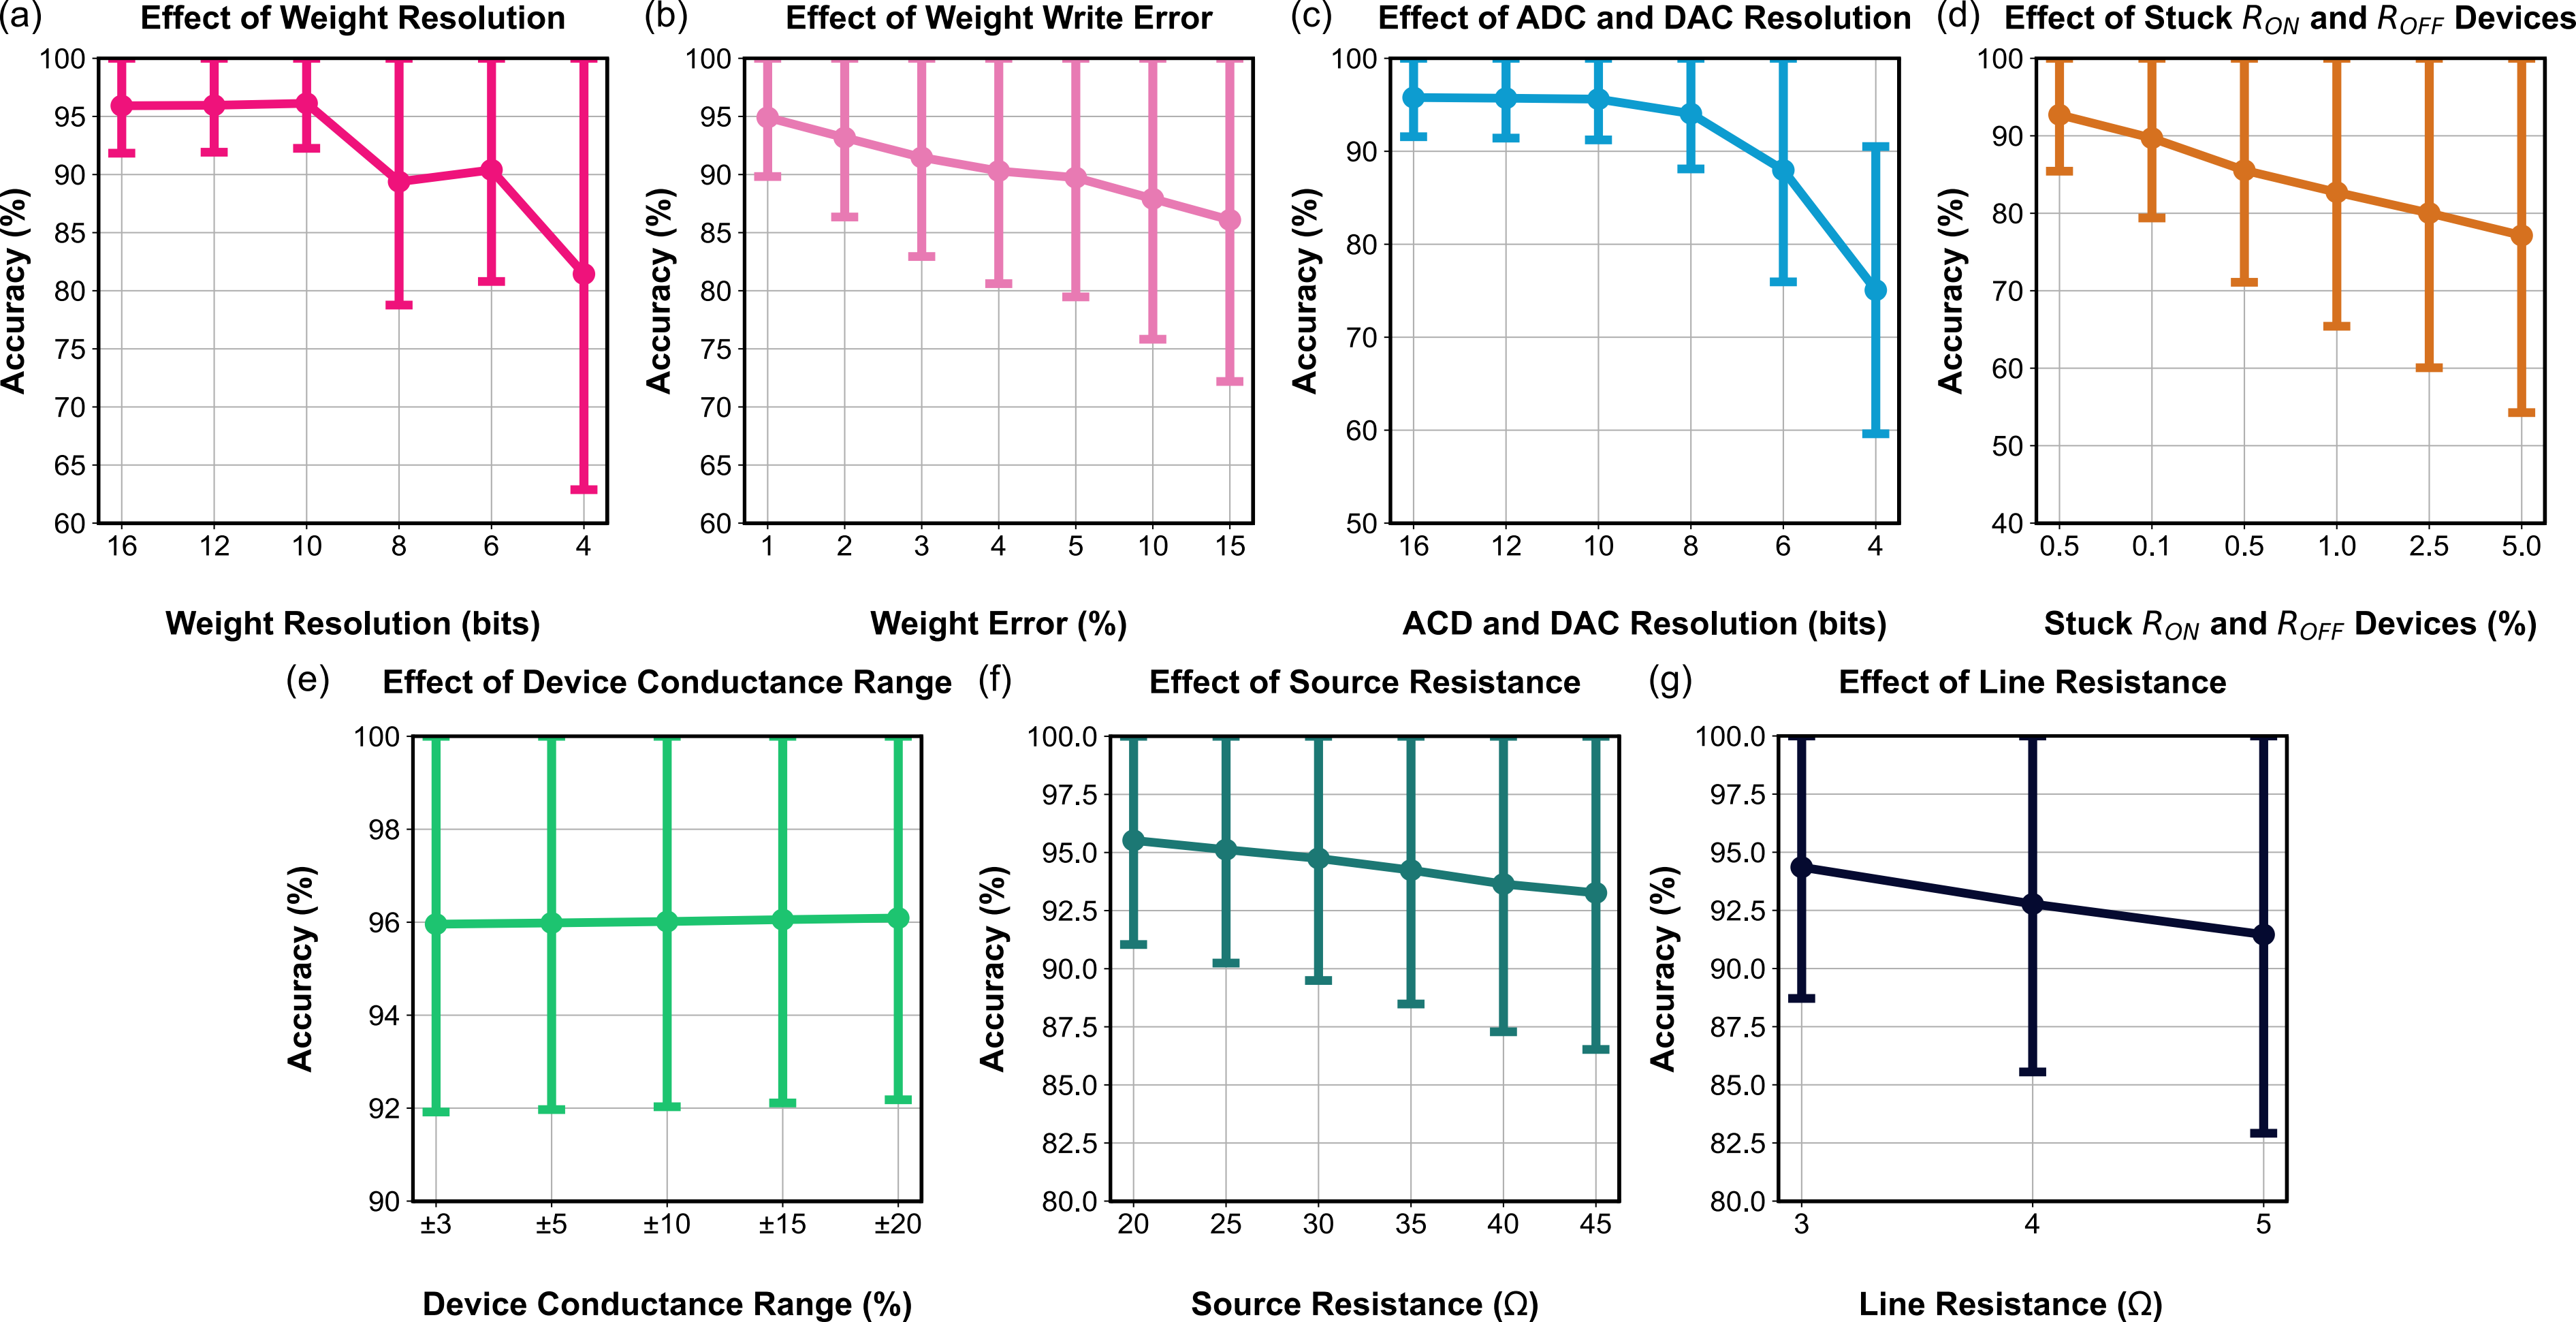 (a) Effect of Weight Resolution
100
95
90
85
80
75
70
65
60
Accuracy (%)
16 12 10 8 6 4
Weight Resolution (bits)
(b) Effect of Weight Write Error
100
95
90
85
80
75
70
65
60
Accuracy (%)
1 2 3 4 5 10 15
Weight Error (%)
(c) Effect of ADC and DAC Resolution
100
90
80
70
60
50
Accuracy (%)
16 12 10 8 6 4
ACD and DAC Resolution (bits)
(d) Effect of Stuck R_ON and R_OFF Devices
100
90
80
70
60
50
40
Accuracy (%)
0.5 0.1 0.5 1.0 2.5 5.0
Stuck R_ON and R_OFF Devices (%)
(e) Effect of Device Conductance Range
100
98
96
94
92
90
Accuracy (%)
±3 ±5 ±10 ±15 ±20
Device Conductance Range (%)
(f) Effect of Source Resistance
100.0
97.5
95.0
92.5
90.0
87.5
85.0
82.5
80.0
Accuracy (%)
20 25 30 35 40 45
Source Resistance (Ω)
(g) Effect of Line Resistance
100.0
97.5
95.0
92.5
90.0
87.5
85.0
82.5
80.0
Accuracy (%)
3 4 5
Line Resistance (Ω)